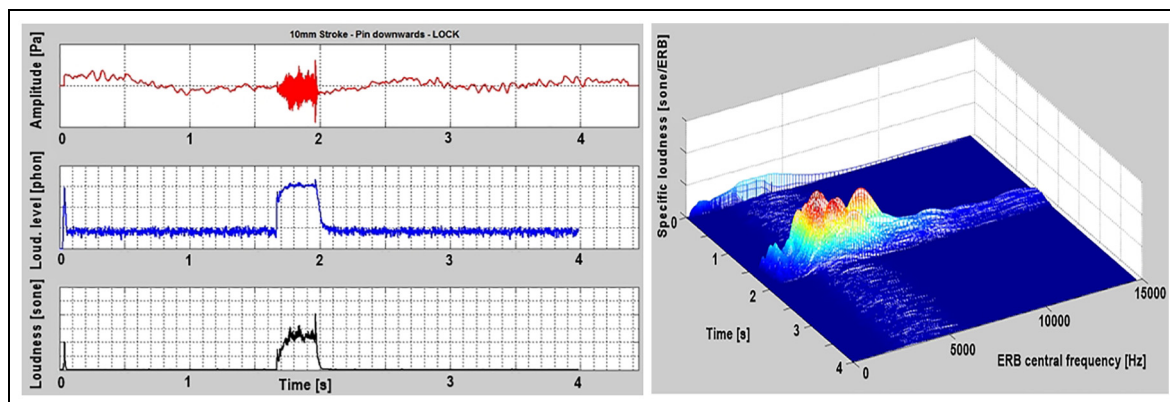 10mm Stroke - Pin downwards - LOCK
Amplitude [Pa]
0 1 2 3 4
Loud. level [phon]
0 1 2 3 4
Loudness [sone]
0 1 Time [s] 2 3 4
Specific loudness [sone/ERB]
0
1
2
3
4
Time [s]
0
5000
10000
15000
ERB central frequency [Hz]